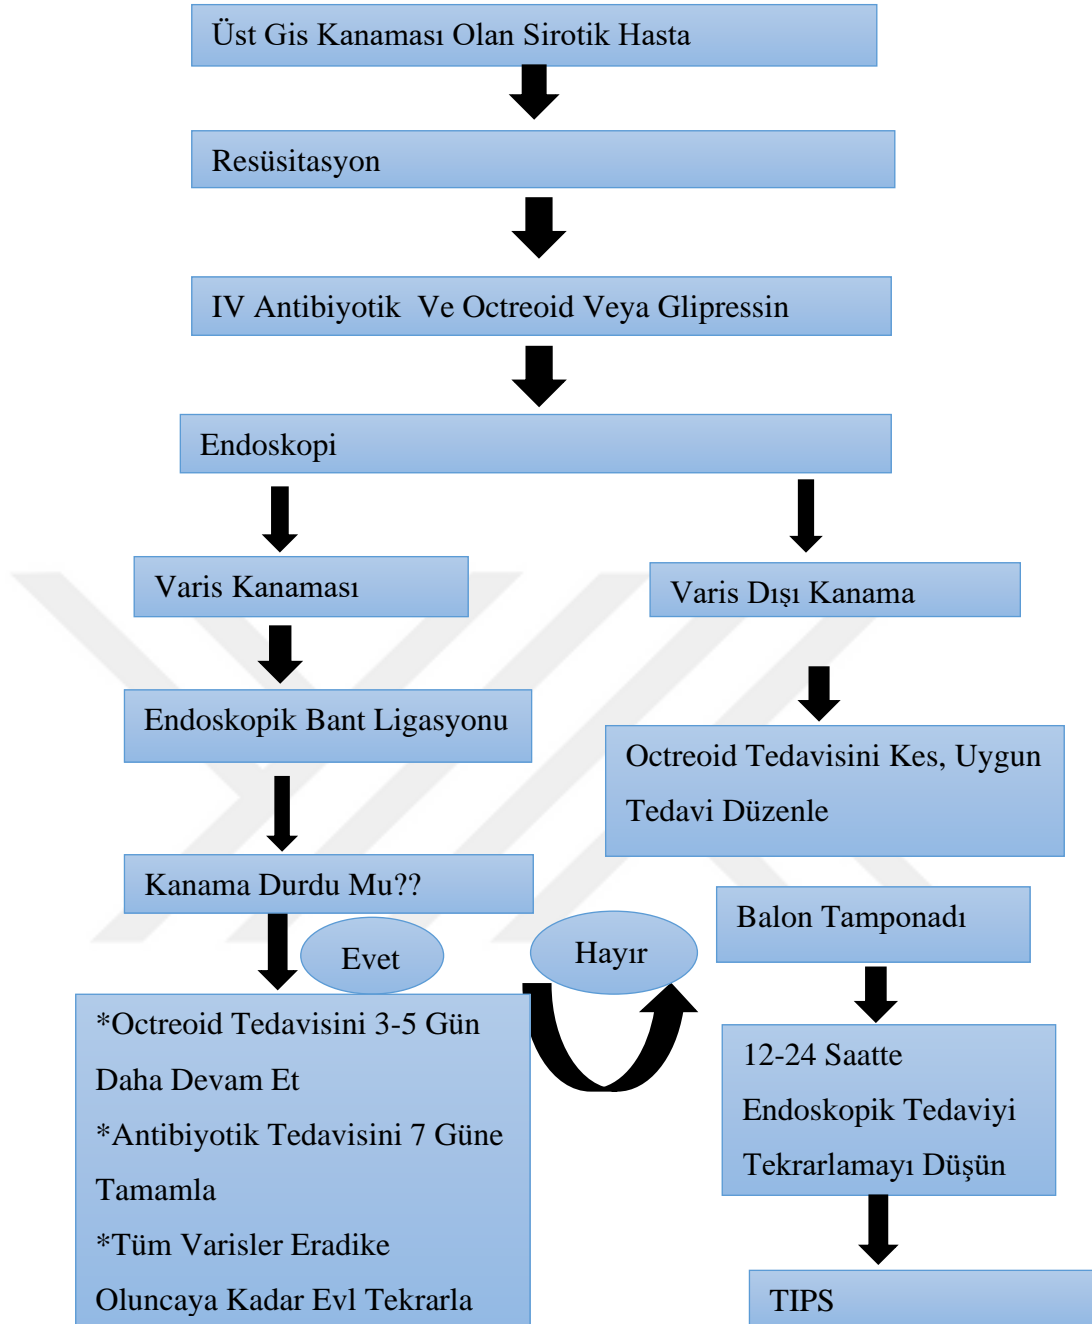 Üst Gis Kanaması Olan Sirotik Hasta
Resüsitasyon
IV Antibiyotik Ve Octreoid Veya Glipressin
Endoskopi
Varis Kanaması
Varis Dışı Kanama
Endoskopik Bant Ligasyonu
Octreoid Tedavisini Kes, Uygun
Tedavi Düzenle
Kanama Durdu Mu??
Evet
Hayır
Balon Tamponadı
*Octreoid Tedavisini 3-5 Gün
Daha Devam Et
*Antibiyotik Tedavisini 7 Güne
Tamamla
*Tüm Varisler Eradike
Oluncaya Kadar Evl Tekrarla
12-24 Saatte
Endoskopik Tedaviyi
Tekrarlamayı Düşün
TIPS